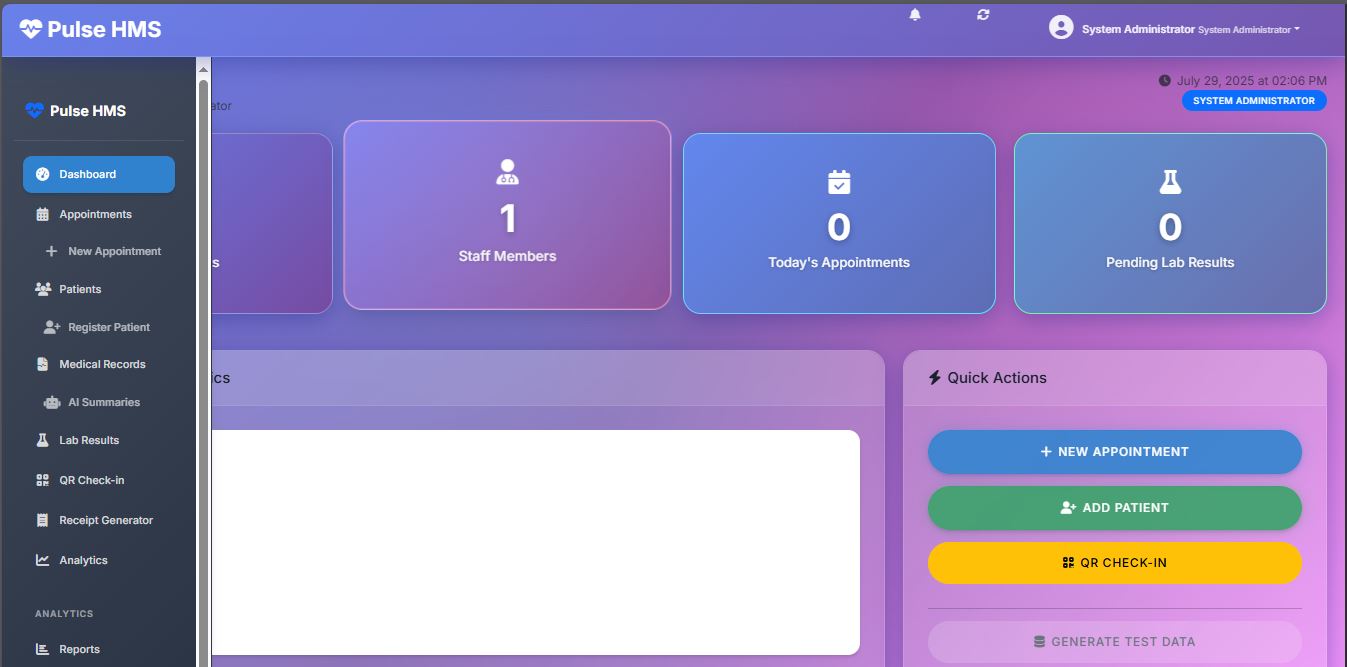 Pulse HMS
System Administrator System Administrator
Pulse HMS
Dashboard
Appointments
New Appointment
Patients
Register Patient
Medical Records
AI Summaries
Lab Results
QR Check-in
Receipt Generator
Analytics
ANALYTICS
Reports
July 29, 2025 at 02:06 PM
ator
SYSTEM ADMINISTRATOR
s
1
Staff Members
0
Today's Appointments
0
Pending Lab Results
ics
Quick Actions
NEW APPOINTMENT
ADD PATIENT
QR CHECK-IN
GENERATE TEST DATA